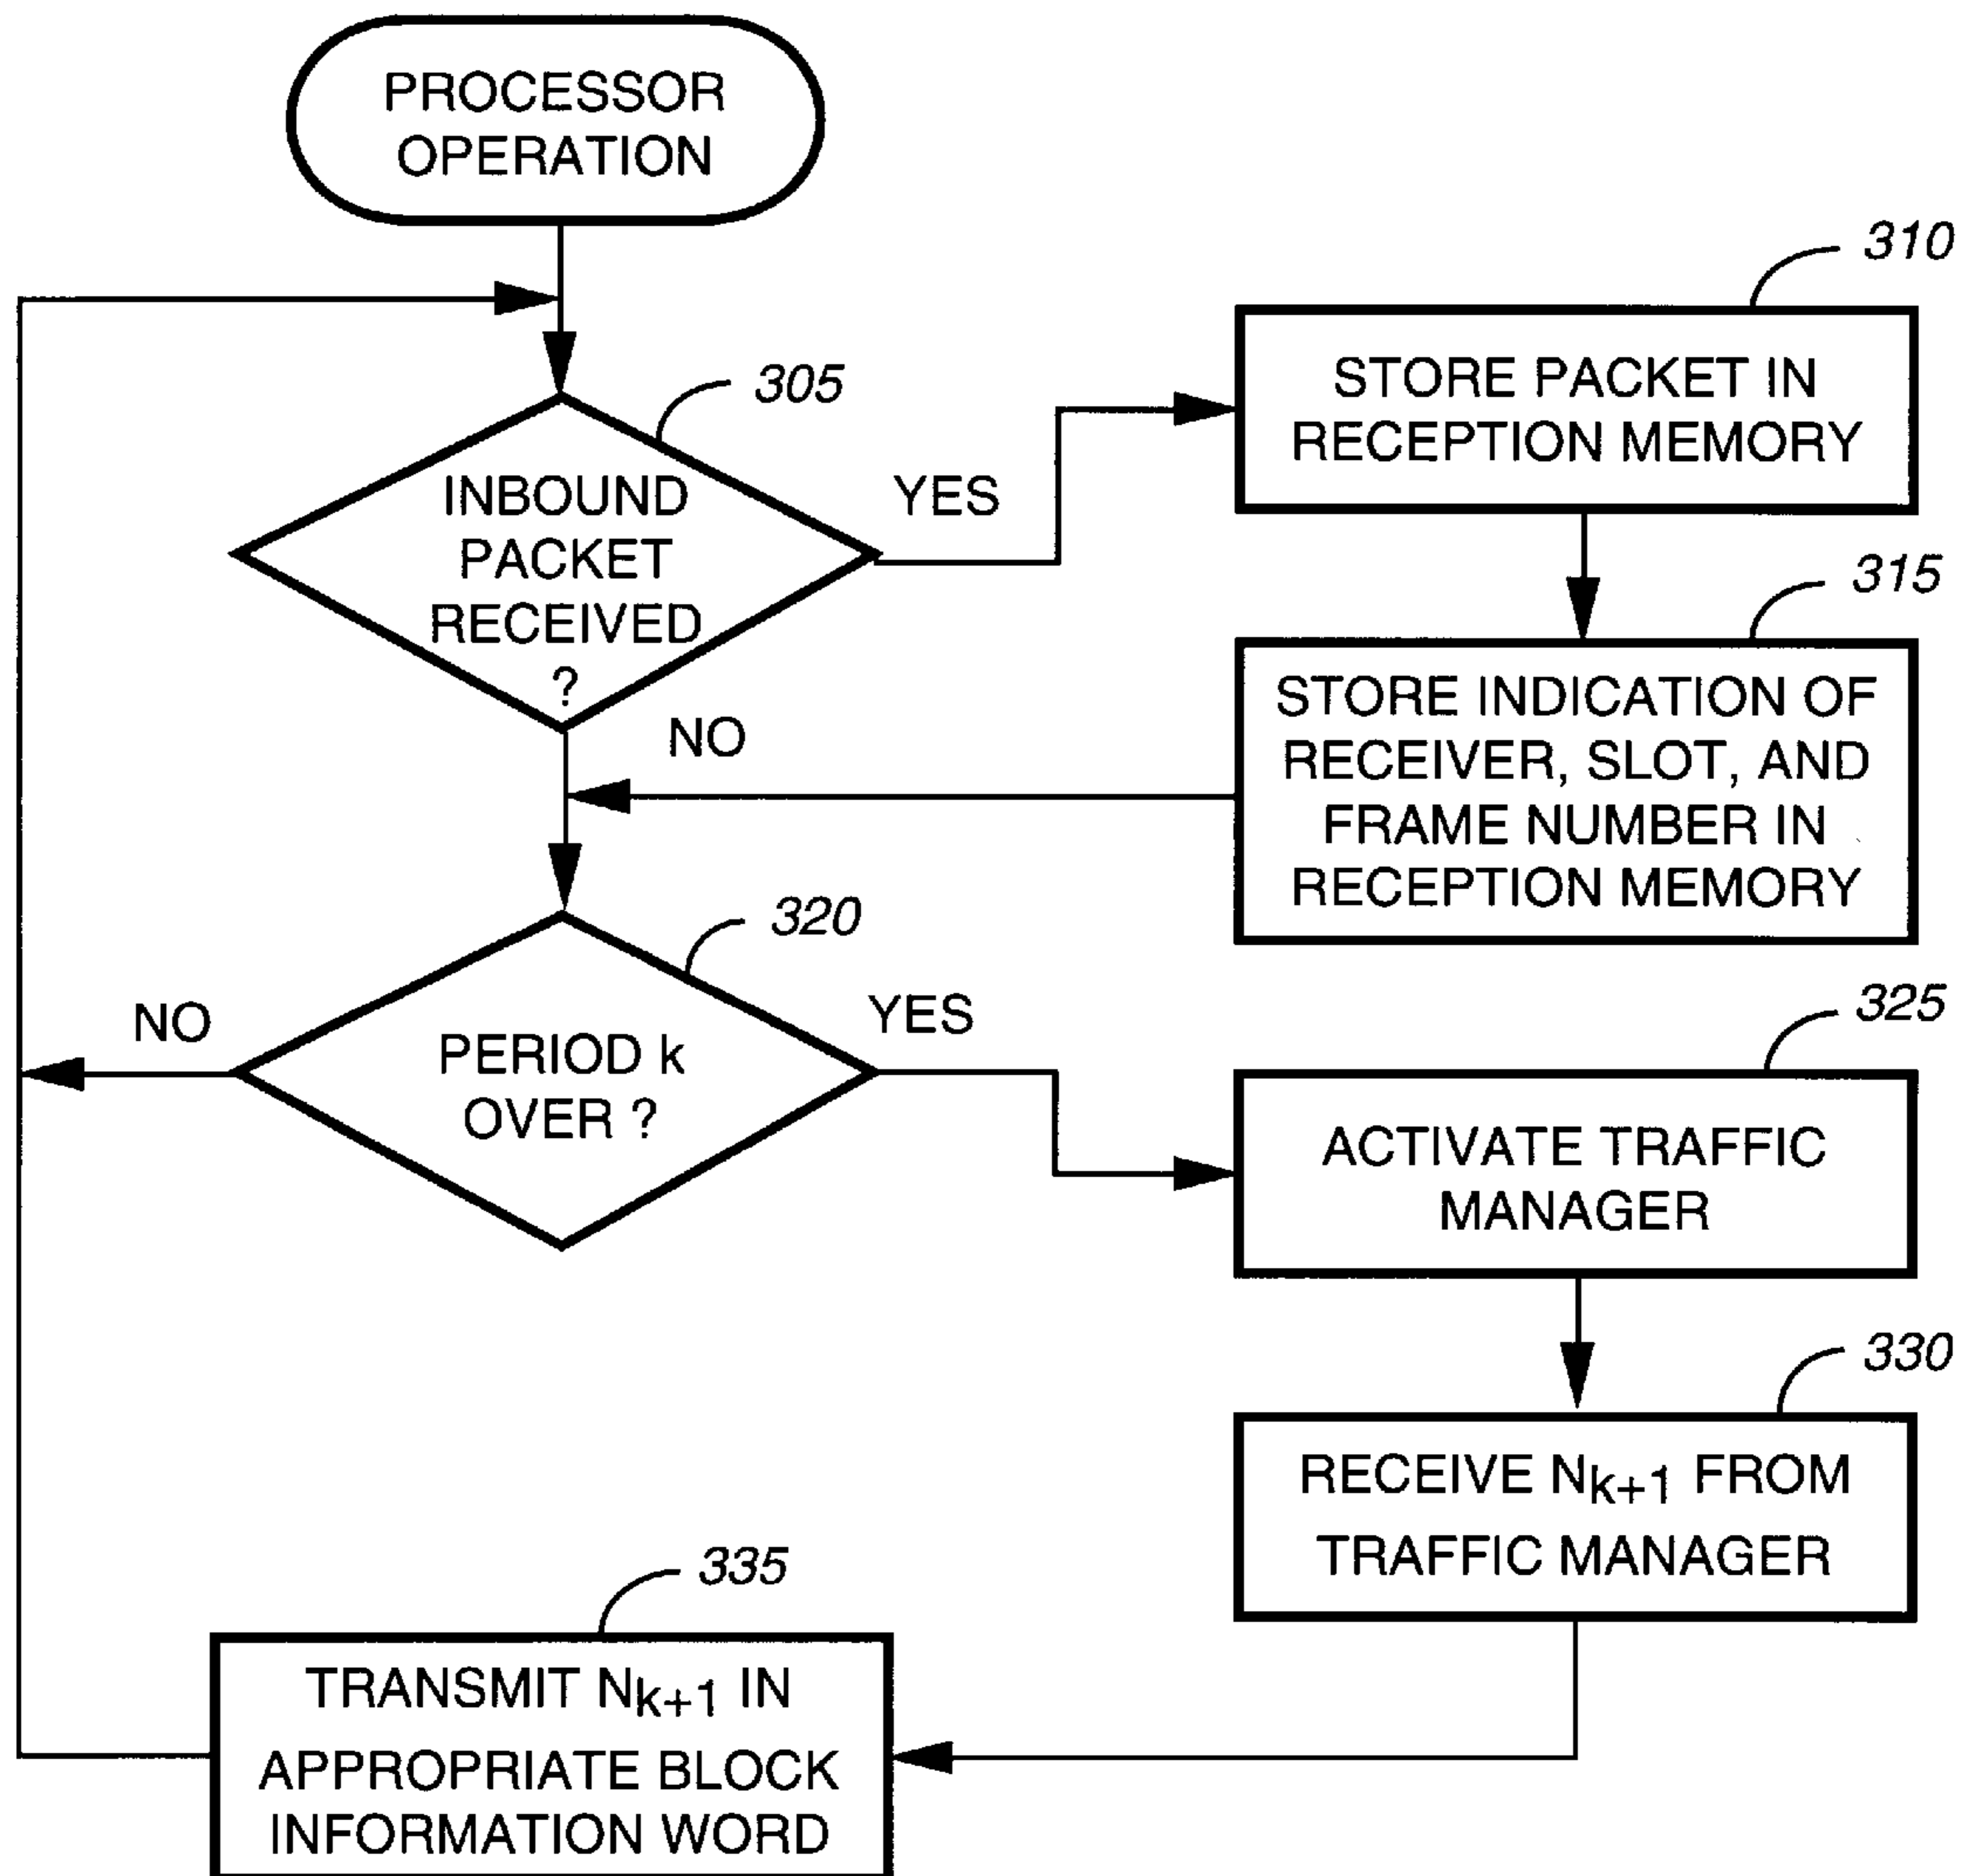 PROCESSOR
OPERATION
310
305
STORE PACKET IN
RECEPTION MEMORY
INBOUND
PACKET
RECEIVED
?
YES
315
NO
STORE INDICATION OF
RECEIVER, SLOT, AND
FRAME NUMBER IN
RECEPTION MEMORY
320
NO
PERIOD k
OVER ?
YES
325
ACTIVATE TRAFFIC
MANAGER
330
RECEIVE Nk+1 FROM
TRAFFIC MANAGER
335
TRANSMIT Nk+1 IN
APPROPRIATE BLOCK
INFORMATION WORD